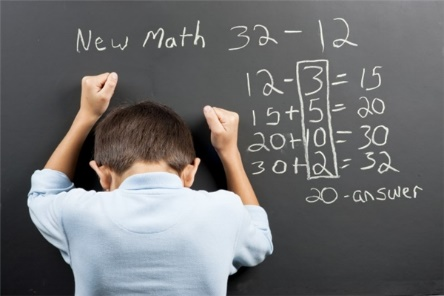 New Math 32 - 12
12 - 3 = 15
15 + 5 = 20
20 + 10 = 30
30 + 2 = 32
20 - answer